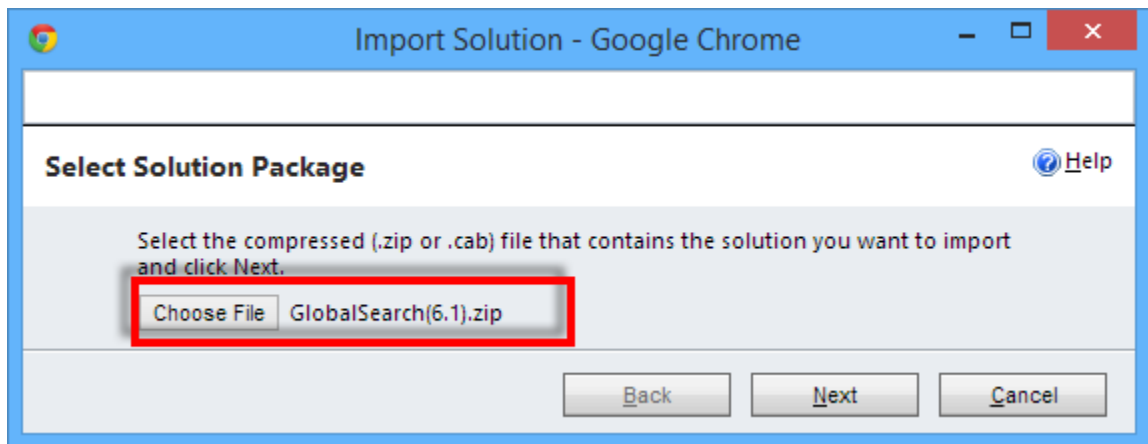 Import Solution - Google Chrome
Select Solution Package
Help
Select the compressed (.zip or .cab) file that contains the solution you want to import
and click Next.
Choose File GlobalSearch(6.1).zip
Back Next Cancel